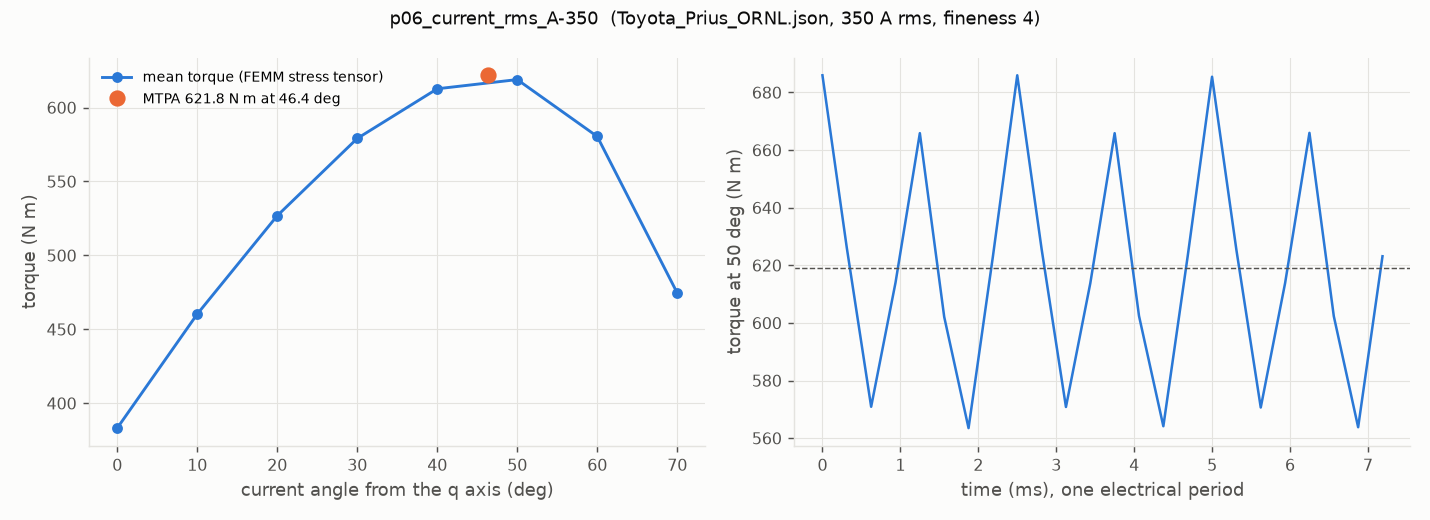 p06_current_rms_A-350  (Toyota_Prius_ORNL.json, 350 A rms, fineness 4)
mean torque (FEMM stress tensor)
MTPA 621.8 N m at 46.4 deg
torque (N m)
600
550
500
450
400
0 10 20 30 40 50 60 70
current angle from the q axis (deg)
torque at 50 deg (N m)
680
660
640
620
600
580
560
0 1 2 3 4 5 6 7
time (ms), one electrical period